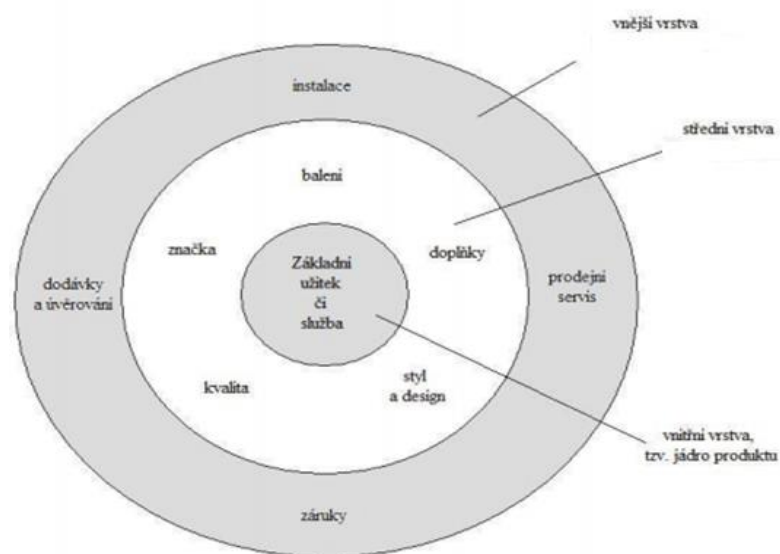 vnější vrstva
instalace
střední vrstva
balení
značka
doplňky
Základní
užitek
či
služba
dodávky
a úvěrování
prodejní
servis
kvalita
styl
a design
vnitřní vrstva,
tzv. jádro produktu
záruky